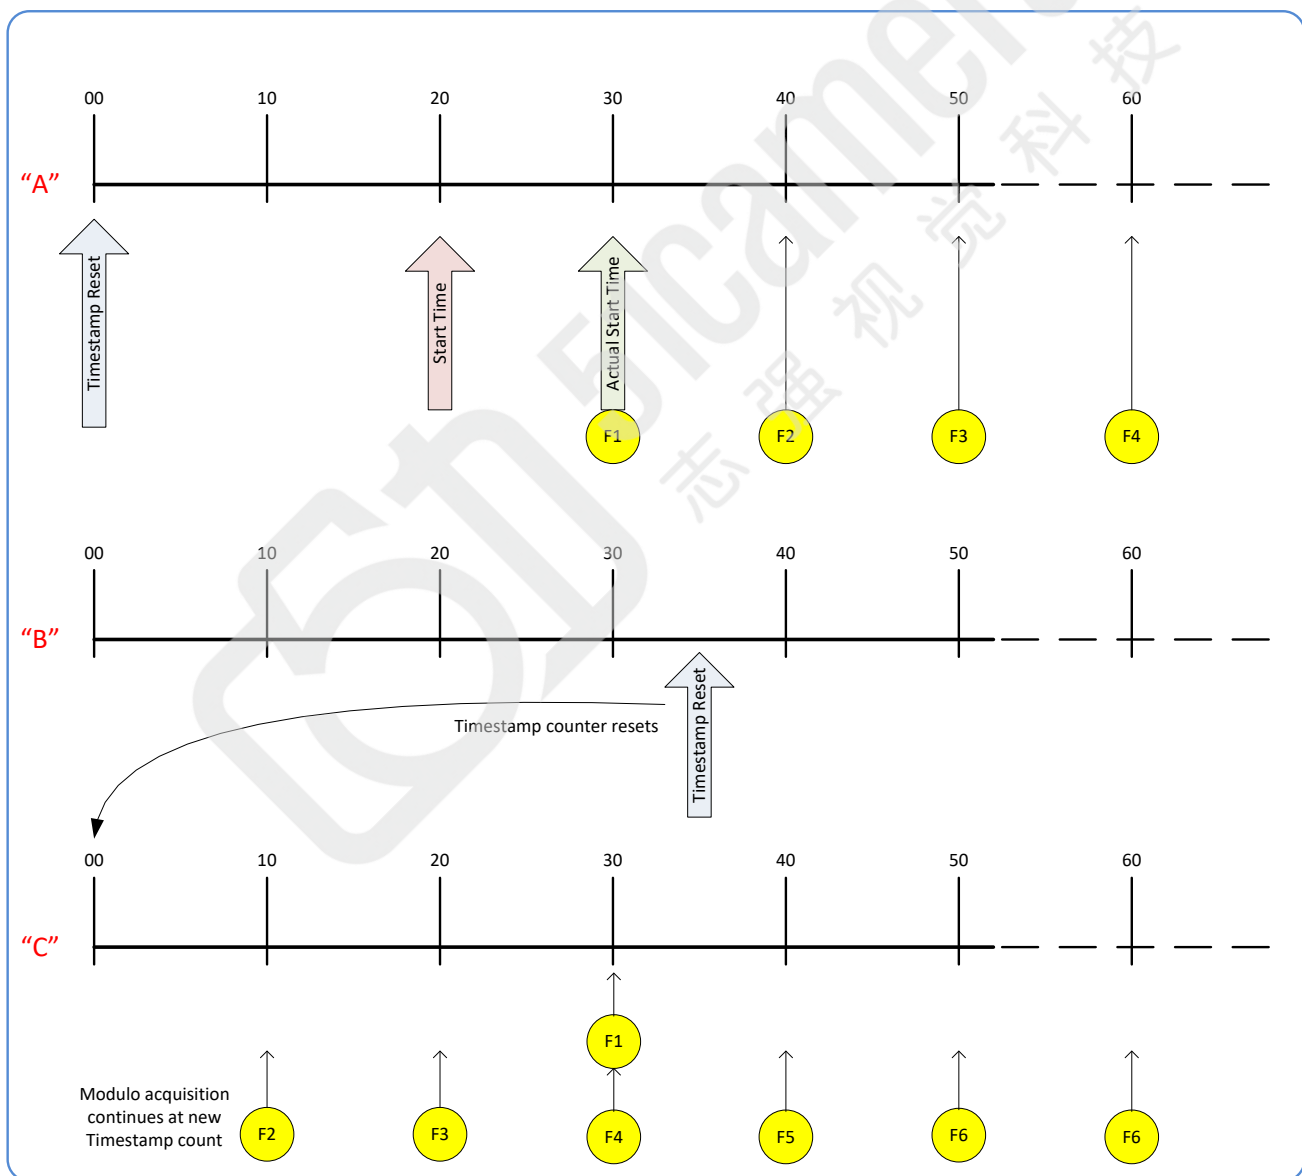 00 10 20 30 40 50 60
“A”
Timestamp Reset
Start Time
Actual Start Time
F1 F2 F3 F4
00 10 20 30 40 50 60
“B”
Timestamp Reset
Timestamp counter resets
00 10 20 30 40 50 60
“C”
F1
Modulo acquisition
continues at new
Timestamp count
F2 F3 F4 F5 F6 F6
51camera
志强视觉科技